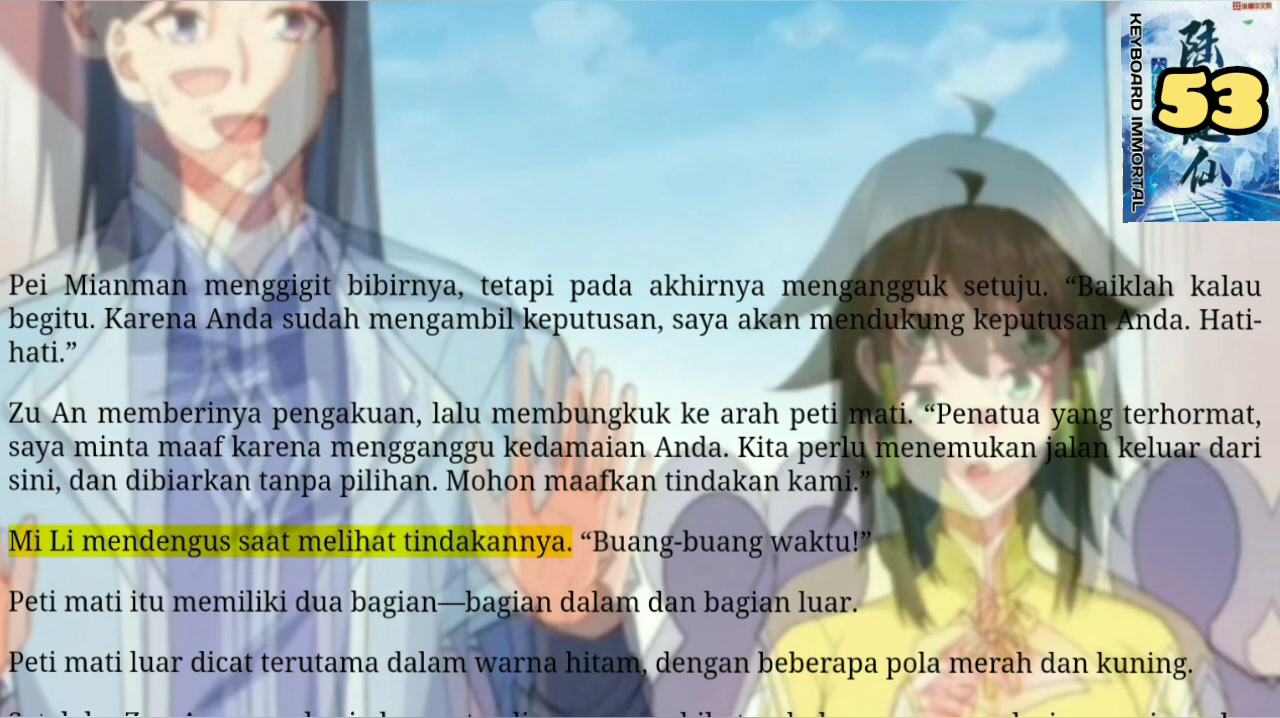 KEYBOARD IMMORTAL
陸
仙
53
Pei Mianman menggigit bibirnya, tetapi pada akhirnya mengangguk setuju. “Baiklah kalau
begitu. Karena Anda sudah mengambil keputusan, saya akan mendukung keputusan Anda. Hati-
hati.”
Zu An memberinya pengakuan, lalu membungkuk ke arah peti mati. “Penatua yang terhormat,
saya minta maaf karena mengganggu kedamaian Anda. Kita perlu menemukan jalan keluar dari
sini, dan dibiarkan tanpa pilihan. Mohon maafkan tindakan kami.”
Mi Li mendengus saat melihat tindakannya. “Buang-buang waktu!”
Peti mati itu memiliki dua bagian—bagian dalam dan bagian luar.
Peti mati luar dicat terutama dalam warna hitam, dengan beberapa pola merah dan kuning.